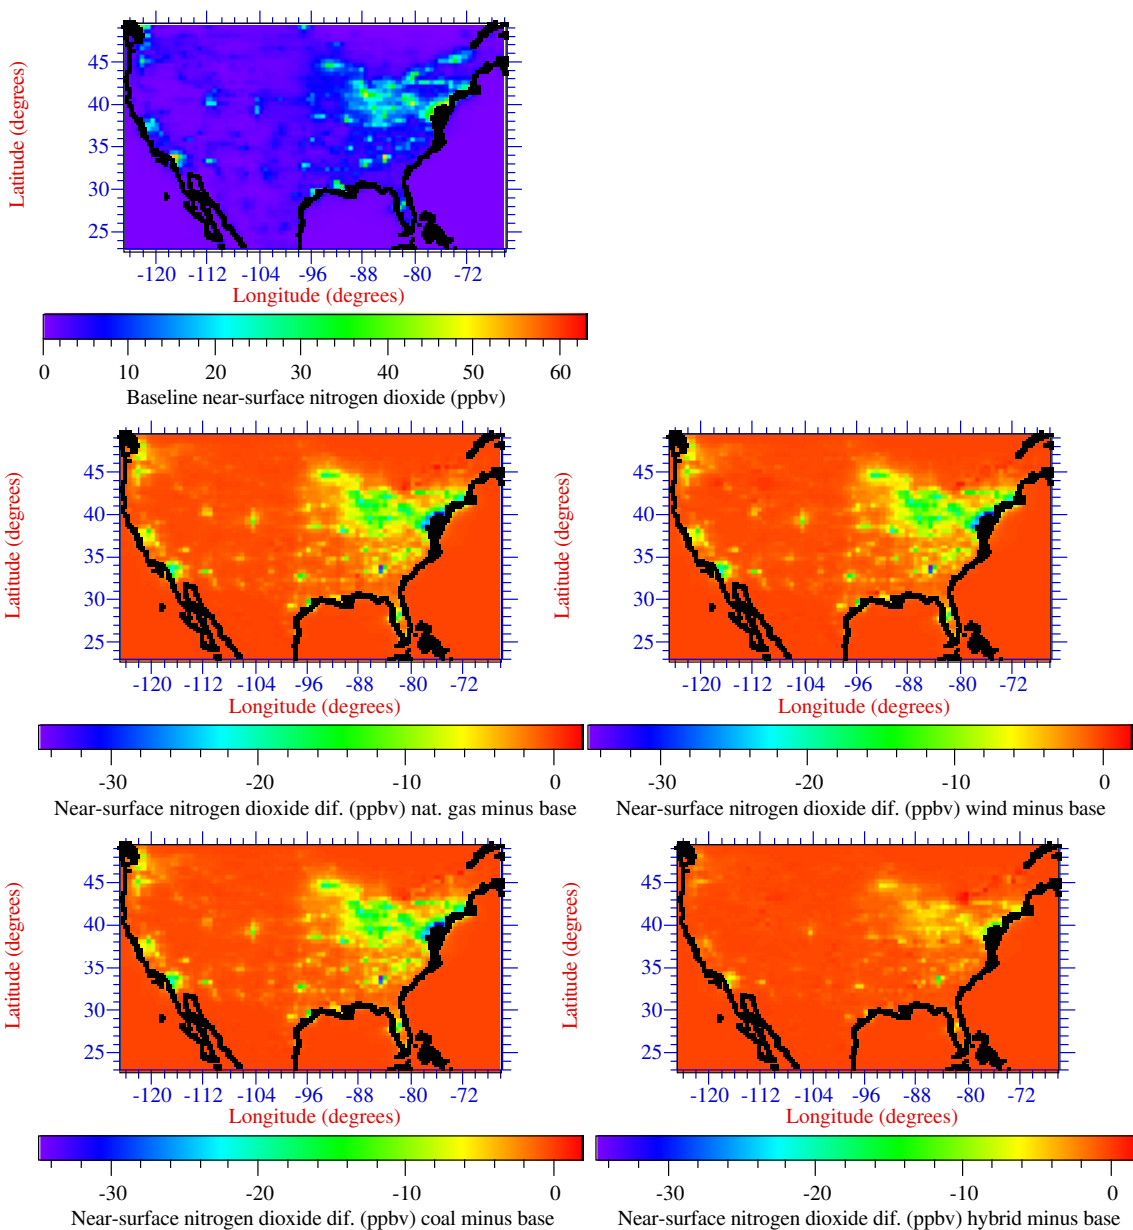 Latitude (degrees)
45
40
35
30
25
-120 -112 -104 -96 -88 -80 -72
Longitude (degrees)
0 10 20 30 40 50 60
Baseline near-surface nitrogen dioxide (ppbv)
Latitude (degrees)
45
40
35
30
25
-120 -112 -104 -96 -88 -80 -72
Longitude (degrees)
-30 -20 -10 0
Near-surface nitrogen dioxide dif. (ppbv) nat. gas minus base
Latitude (degrees)
45
40
35
30
25
-120 -112 -104 -96 -88 -80 -72
Longitude (degrees)
-30 -20 -10 0
Near-surface nitrogen dioxide dif. (ppbv) wind minus base
Latitude (degrees)
45
40
35
30
25
-120 -112 -104 -96 -88 -80 -72
Longitude (degrees)
-30 -20 -10 0
Near-surface nitrogen dioxide dif. (ppbv) coal minus base
Latitude (degrees)
45
40
35
30
25
-120 -112 -104 -96 -88 -80 -72
Longitude (degrees)
-30 -20 -10 0
Near-surface nitrogen dioxide dif. (ppbv) hybrid minus base